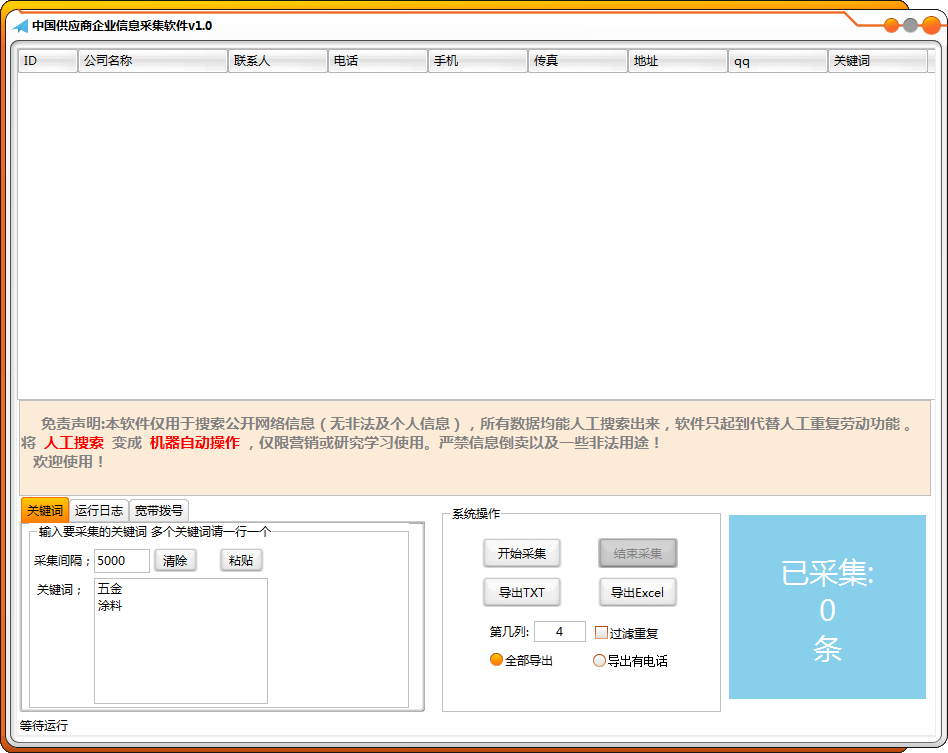 中国供应商企业信息采集软件v1.0
ID 公司名称 联系人 电话 手机 传真 地址 qq 关键词
免责声明:本软件仅用于搜索公开网络信息（无非法及个人信息），所有数据均能人工搜索出来，软件只起到代替人工重复劳动功能 。
将 人工搜索 变成 机器自动操作 ，仅限营销或研究学习使用。严禁信息倒卖以及一些非法用途！
欢迎使用！
关键词 运行日志 宽带拨号
输入要采集的关键词 多个关键词请一行一个
采集间隔； 5000 清除 粘贴
关键词； 五金
涂料
系统操作
开始采集 结束采集
导出TXT 导出Excel
第几列: 4 过滤重复
全部导出 导出有电话
已采集:
0
条
等待运行